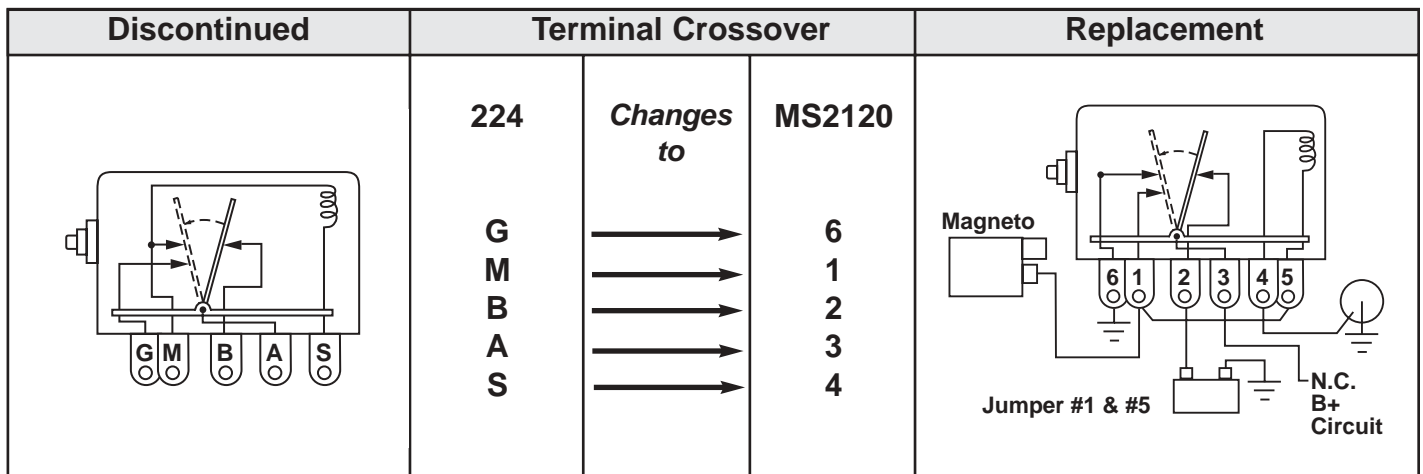 Discontinued
Terminal Crossover
Replacement
G M B A S
224
Changes
to
MS2120
G 6
M 1
B 2
A 3
S 4
Magneto
6 1 2 3 4 5
Jumper #1 & #5
N.C.
B+
Circuit